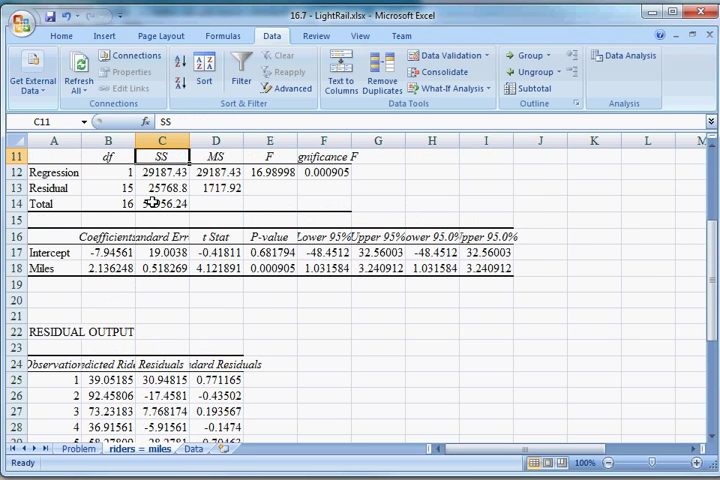 16.7 - LightRail.xlsx - Microsoft Excel
Home Insert Page Layout Formulas Data Review View Team
Get External Data
Refresh All
Connections
Properties
Edit Links
Connections
Sort
Filter
Clear
Reapply
Advanced
Sort & Filter
Text to Columns
Remove Duplicates
Data Validation
Consolidate
What-If Analysis
Data Tools
Group
Ungroup
Subtotal
Outline
Data Analysis
Analysis
C11 fx SS
A B C D E F G H I J K L M
11 df SS MS F gnificance F
12 Regression 1 29187.43 29187.43 16.98998 0.000905
13 Residual 15 25768.8 1717.92
14 Total 16 956.24
15
16 Coefficient andard Err t Stat P-value Lower 95% Upper 95% ower 95.0% pper 95.0%
17 Intercept -7.94561 19.0038 -0.41811 0.681794 -48.4512 32.56003 -48.4512 32.56003
18 Miles 2.136248 0.518269 4.121891 0.000905 1.031584 3.240912 1.031584 3.240912
19
20
21
22 RESIDUAL OUTPUT
23
24 Observation dicted Ride Residuals dard Residuals
25 1 39.05185 30.94815 0.771165
26 2 92.45806 -17.4581 -0.43502
27 3 73.23183 7.768174 0.193567
28 4 36.91561 -5.91561 -0.1474
Problem riders = miles Data
Ready 100%